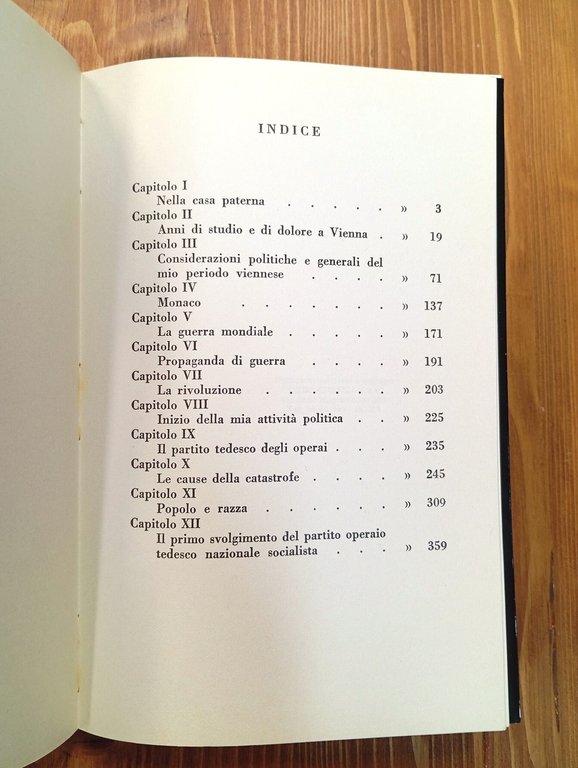 INDICE
Capitolo I
Nella casa paterna . . . . . » 3
Capitolo II
Anni di studio e di dolore a Vienna . » 19
Capitolo III
Considerazioni politiche e generali del
mio periodo viennese . . . . » 71
Capitolo IV
Monaco . . . . . . . » 137
Capitolo V
La guerra mondiale . . . . . » 171
Capitolo VI
Propaganda di guerra . . . . » 191
Capitolo VII
La rivoluzione . . . . . . » 203
Capitolo VIII
Inizio della mia attività politica . . » 225
Capitolo IX
Il partito tedesco degli operai . . . » 235
Capitolo X
Le cause della catastrofe . . . . » 245
Capitolo XI
Popolo e razza . . . . . . » 309
Capitolo XII
Il primo svolgimento del partito operaio
tedesco nazionale socialista . . . » 359